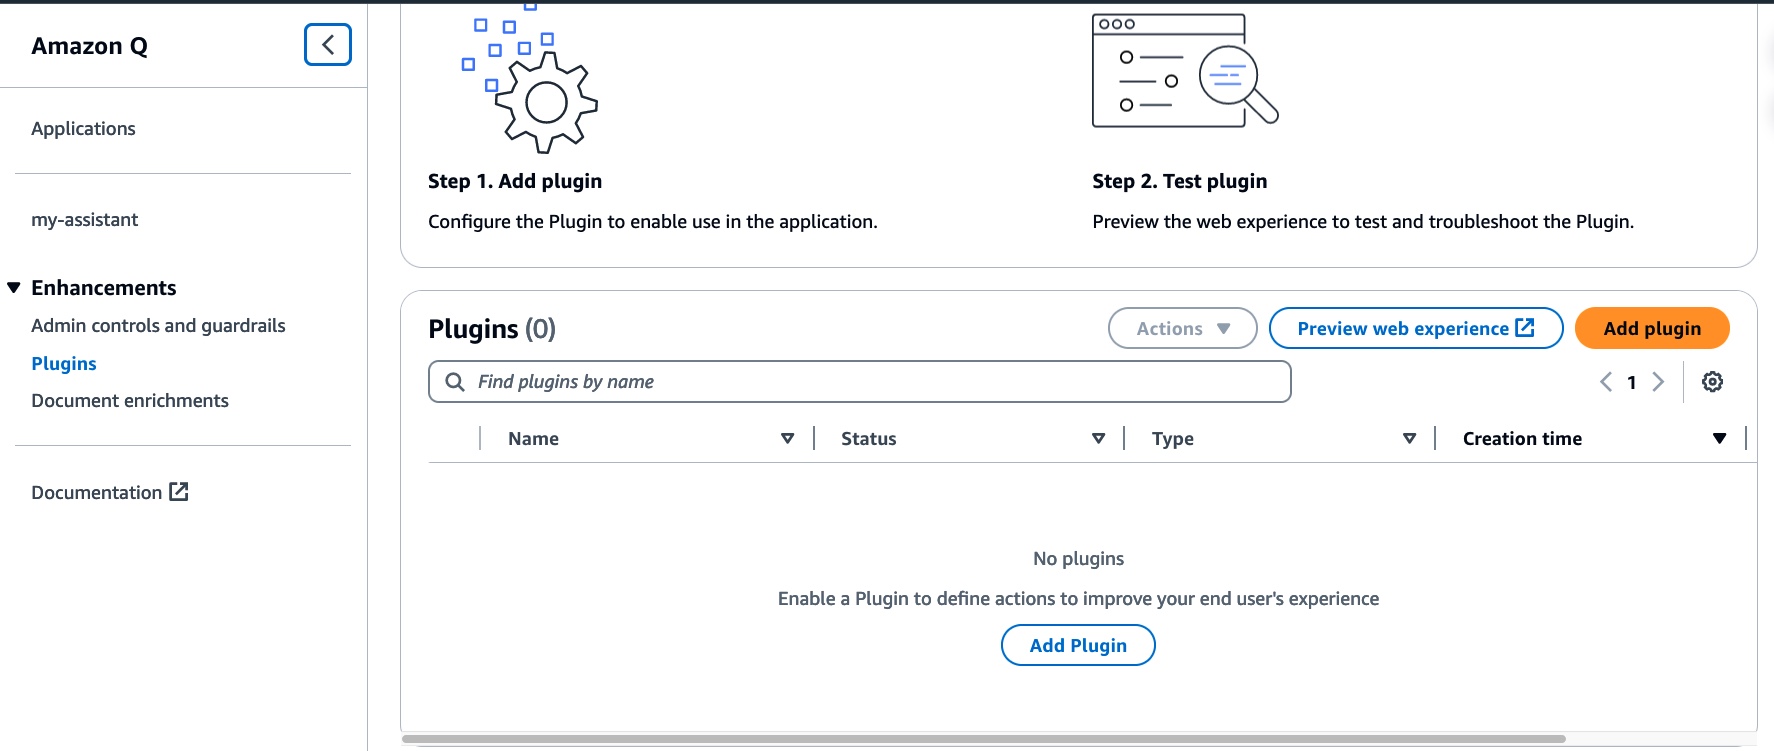 Amazon Q
Applications
my-assistant
Enhancements
Admin controls and guardrails
Plugins
Document enrichments
Documentation
Step 1. Add plugin
Configure the Plugin to enable use in the application.
Step 2. Test plugin
Preview the web experience to test and troubleshoot the Plugin.
Plugins (0)
Actions
Preview web experience
Add plugin
Find plugins by name
1
Name
Status
Type
Creation time
No plugins
Enable a Plugin to define actions to improve your end user's experience
Add Plugin